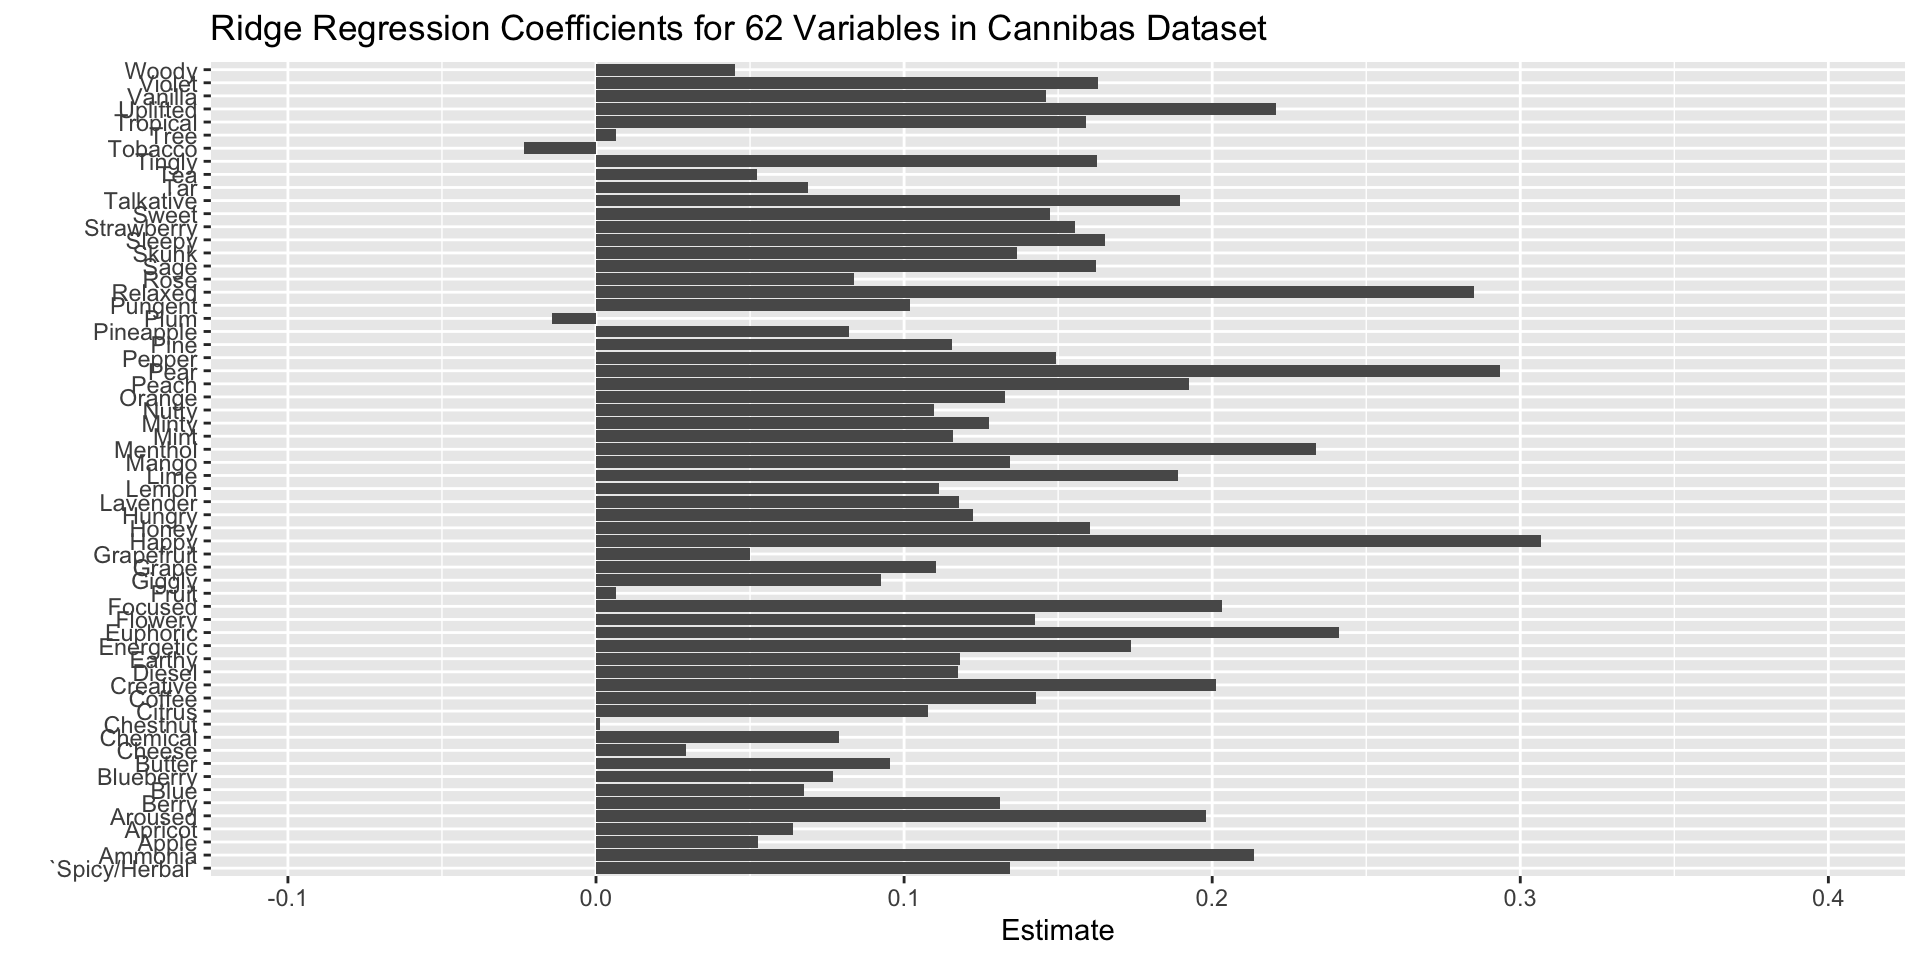 Ridge Regression Coefficients for 62 Variables in Cannibas Dataset
Woody
Violet
Vanilla
Uplifted
Tropical
Tree
Tobacco
Tingly
Tea
Tar
Talkative
Sweet
Strawberry
Sleepy
Skunk
Sage
Rose
Relaxed
Pungent
Plum
Pineapple
Pine
Pepper
Pear
Peach
Orange
Nutty
Minty
Mint
Menthol
Mango
Lime
Lemon
Lavender
Hungry
Honey
Happy
Grapefruit
Grape
Giggly
Fruit
Focused
Flowery
Euphoric
Energetic
Earthy
Diesel
Creative
Coffee
Citrus
Chestnut
Chemical
Cheese
Butter
Blueberry
Blue
Berry
Aroused
Apricot
Apple
Ammonia
`Spicy/Herbal`
-0.1 0.0 0.1 0.2 0.3 0.4
Estimate